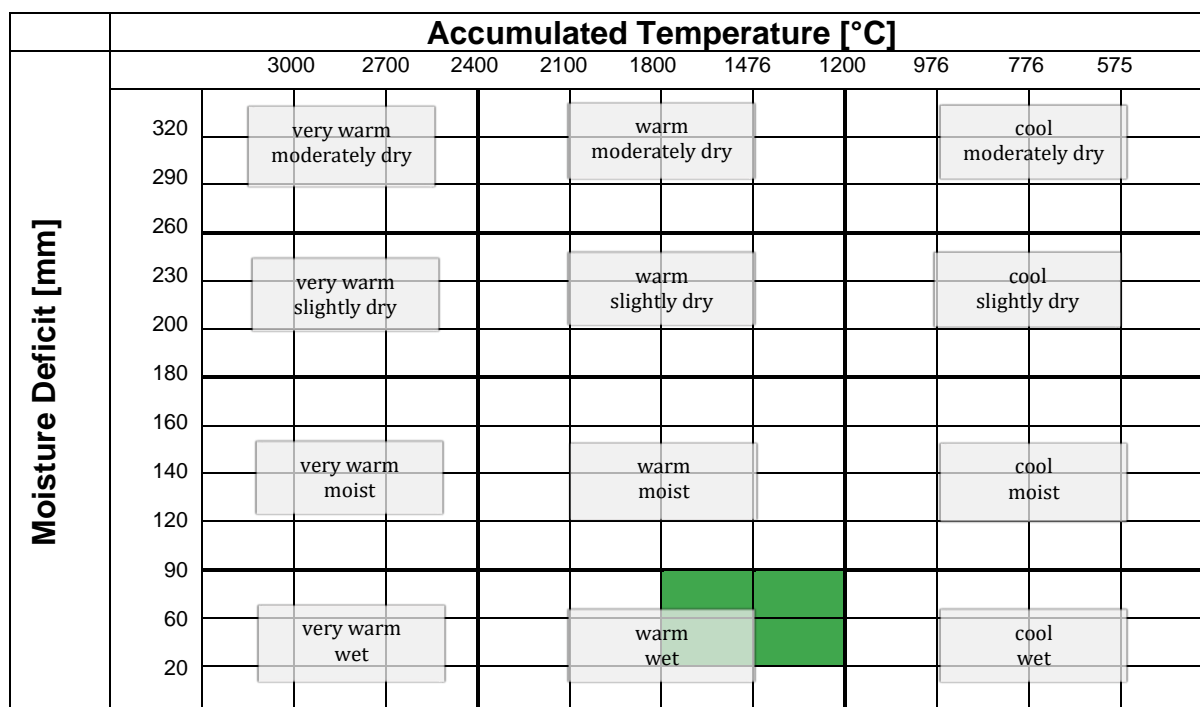 Accumulated Temperature [°C]
3000 2700 2400 2100 1800 1476 1200 976 776 575
Moisture Deficit [mm]
320
very warm
moderately dry
warm
moderately dry
cool
moderately dry
290
260
230
very warm
slightly dry
warm
slightly dry
cool
slightly dry
200
180
160
140
very warm
moist
warm
moist
cool
moist
120
90
60
very warm
wet
warm
wet
cool
wet
20